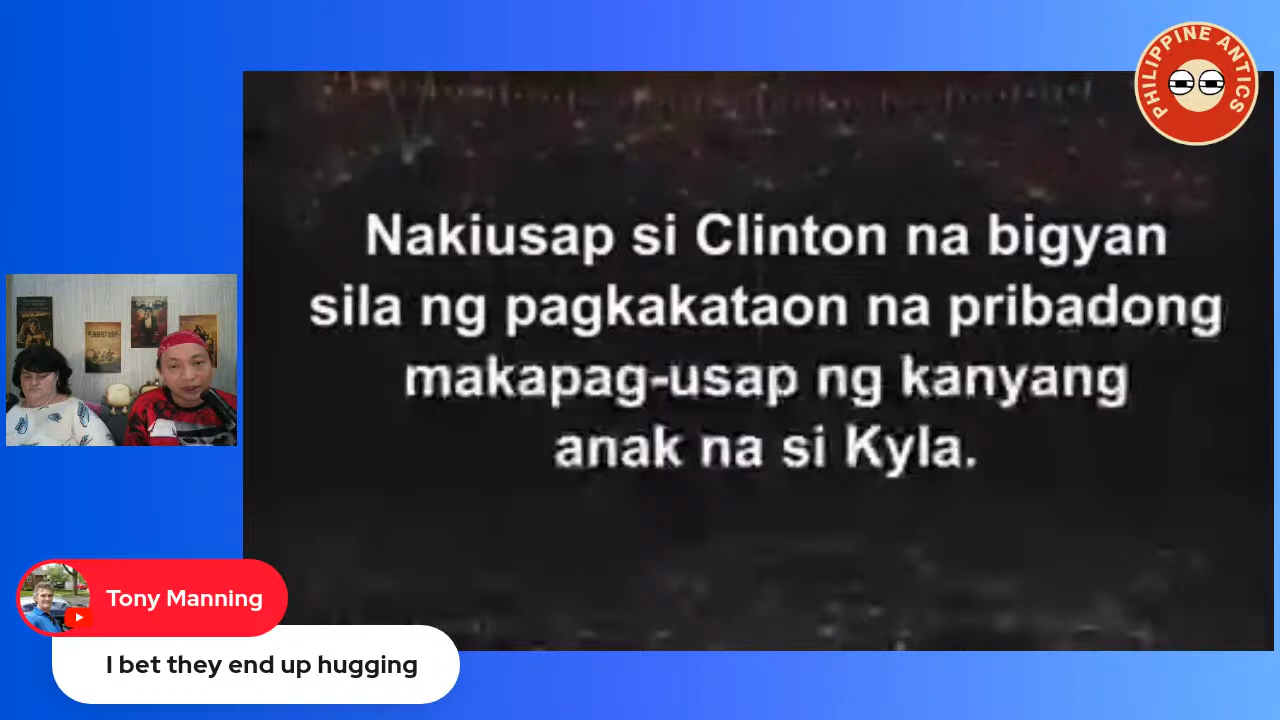 PHILIPPINE ANTICS
Nakiusap si Clinton na bigyan
sila ng pagkakataon na pribadong
makapag-usap ng kanyang
anak na si Kyla.
Tony Manning
I bet they end up hugging